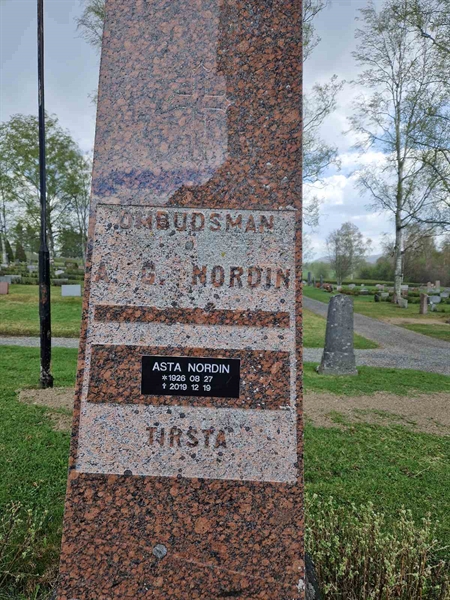 OMBUDSMAN
A. G. NORDIN
ASTA NORDIN
*1926 08 27
†2019 12 19
TIRSTA